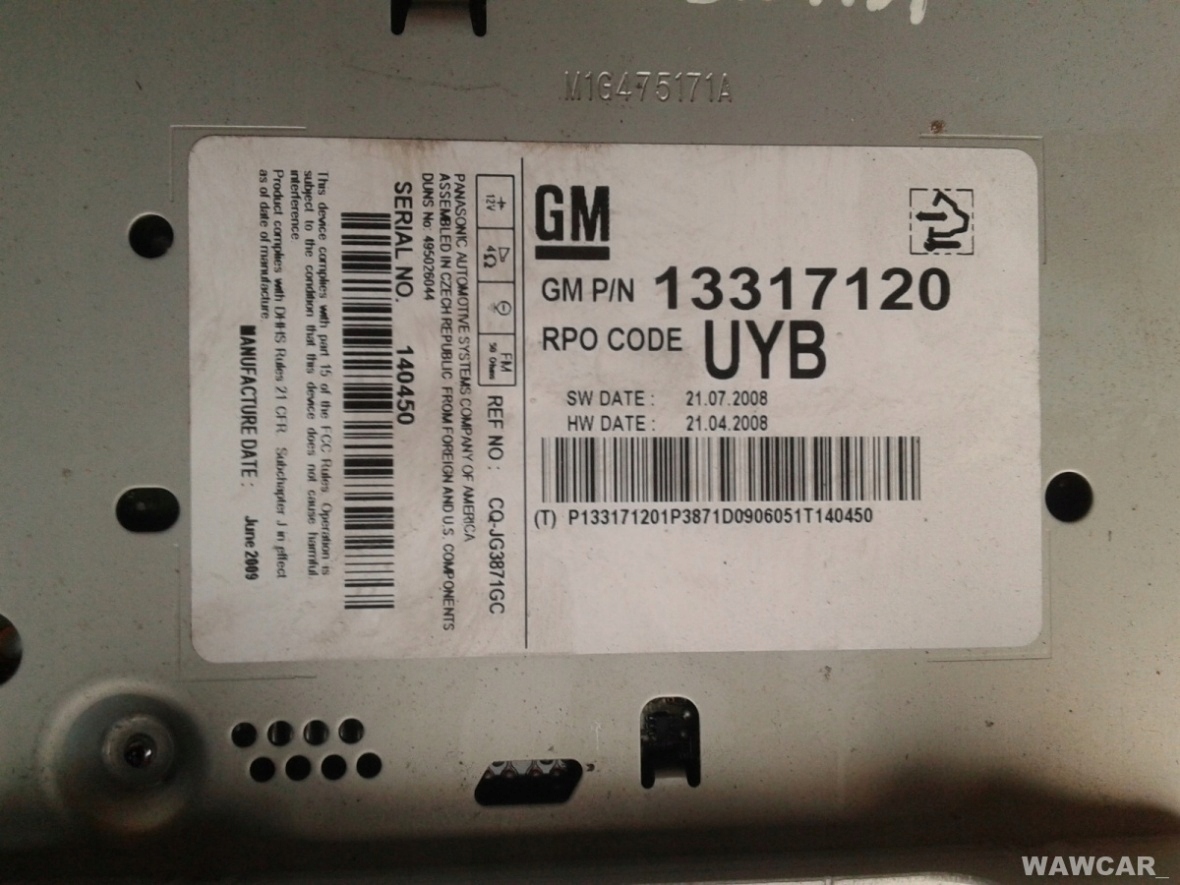 M1G475171A
GM
GM P/N 13317120
RPO CODE UYB
SW DATE : 21.07.2008
HW DATE : 21.04.2008
(T) P133171201P3871D0906051T140450
+ 12V 4Ω FM 50 Ohms
REF NO : CQ-JG3871GC
PANASONIC AUTOMOTIVE SYSTEMS COMPANY OF AMERICA
ASSEMBLED IN CZECH REPUBLIC FROM FOREIGN AND U.S. COMPONENTS
DUNS No: 495026044
SERIAL NO. 140450
This device complies with part 15 of the FCC Rules. Operation is
subject to the condition that this device does not cause harmful
interference.
Product complies with DHHS Rules 21 CFR. Subchapter J in effect
as of date of manufacture.
MANUFACTURE DATE : June 2009
WAWCAR_